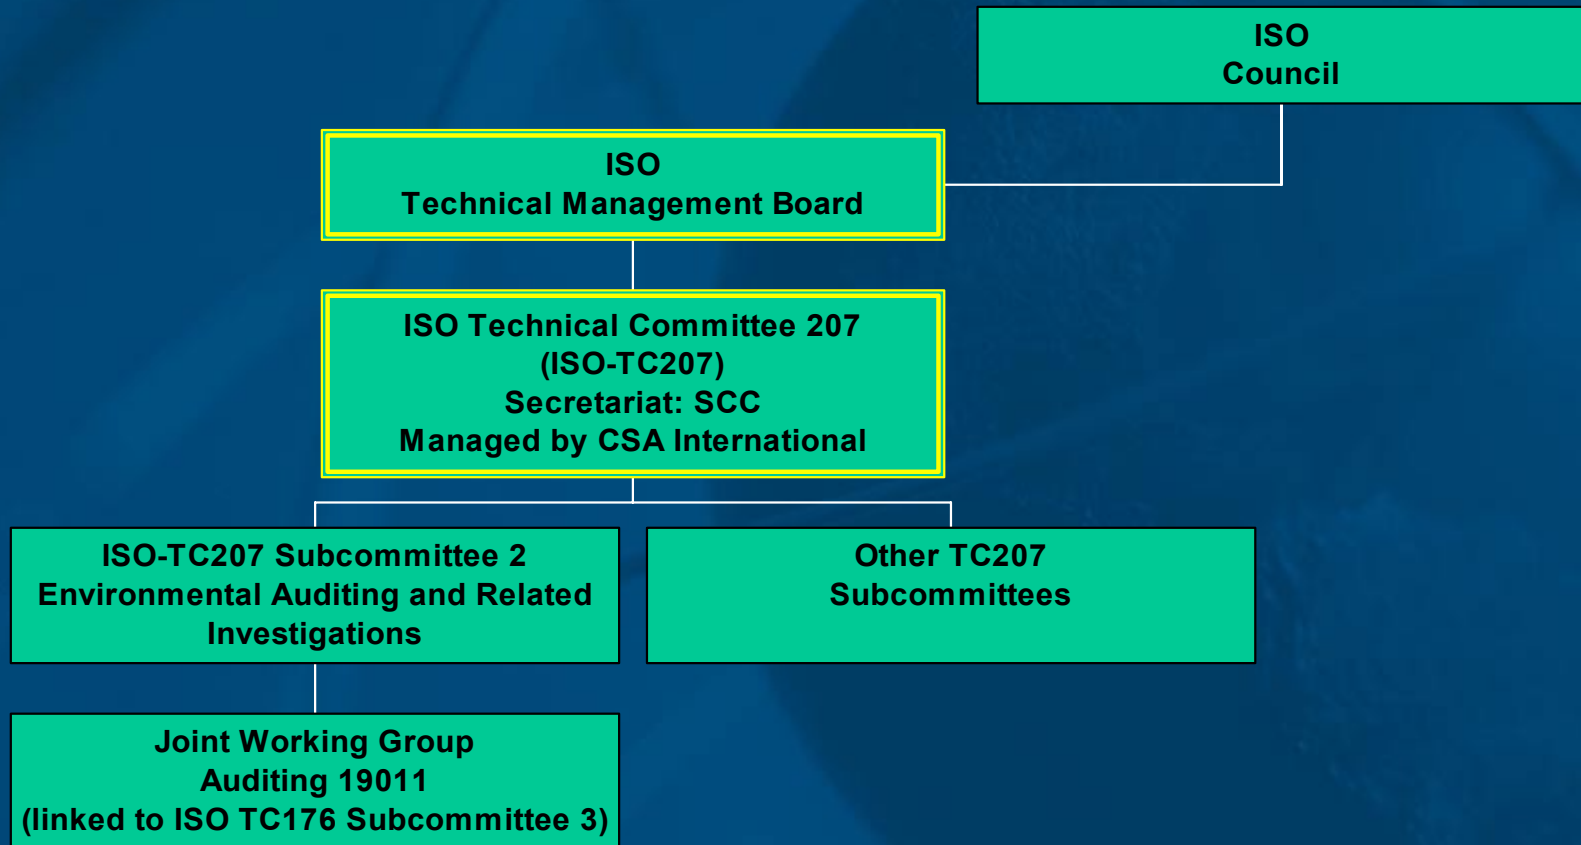 ISO
Council
ISO
Technical Management Board
ISO Technical Committee 207
(ISO-TC207)
Secretariat: SCC
Managed by CSA International
ISO-TC207 Subcommittee 2
Environmental Auditing and Related
Investigations
Other TC207
Subcommittees
Joint Working Group
Auditing 19011
(linked to ISO TC176 Subcommittee 3)